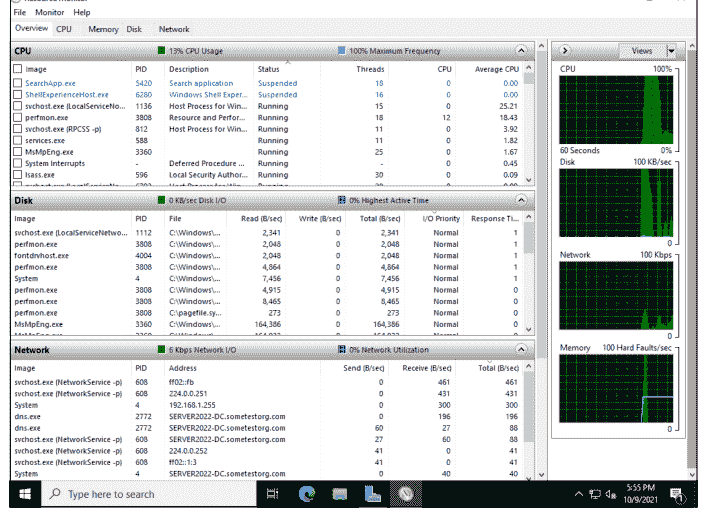 File Monitor Help
Overview CPU Memory Disk Network
CPU 13% CPU Usage 100% Maximum Frequency
Image PID Description Status Threads CPU Average CPU
SearchApp.exe 5420 Search application Suspended 18 0 0.00
ShellExperienceHost.exe 6280 Windows Shell Exper... Suspended 16 0 0.00
svchost.exe (LocalServiceNo... 1136 Host Process for Win... Running 15 0 25.21
perfmon.exe 3808 Resource and Perfor... Running 18 12 18.43
svchost.exe (RPCSS -p) 812 Host Process for Win... Running 11 0 3.92
services.exe 588 Running 11 0 1.82
MsMpEng.exe 3360 Running 25 0 1.67
System Interrupts - Deferred Procedure ... Running - 0 0.45
lsass.exe 596 Local Security Author... Running 30 0 0.09
Disk 0 KB/sec Disk I/O 0% Highest Active Time
Image PID File Read (B/sec) Write (B/sec) Total (B/sec) I/O Priority Response Ti...
svchost.exe (LocalServiceNetwo... 1112 C:\Windows\... 2,341 0 2,341 Normal 1
perfmon.exe 3808 C:\Windows\... 2,048 0 2,048 Normal 1
fontdrvhost.exe 4004 C:\Windows\... 2,048 0 2,048 Normal 1
perfmon.exe 3808 C:\Windows\... 4,864 0 4,864 Normal 1
System 4 C:\Windows\... 7,456 0 7,456 Normal 1
perfmon.exe 3808 C:\Windows\... 4,915 0 4,915 Normal 0
perfmon.exe 3808 C:\Windows\... 8,465 0 8,465 Normal 0
perfmon.exe 3808 C:\pagefile.sy... 273 0 273 Normal 0
MsMpEng.exe 3360 C:\Windows\... 164,386 0 164,386 Normal 0
Network 6 Kbps Network I/O 0% Network Utilization
Image PID Address Send (B/sec) Receive (B/sec) Total (B/sec)
svchost.exe (NetworkService -p) 608 ff02::fb 0 461 461
svchost.exe (NetworkService -p) 608 224.0.0.251 0 431 431
System 4 192.168.1.255 0 300 300
dns.exe 2772 SERVER2022-DC.sometestorg.com 0 196 196
dns.exe 2772 SERVER2022-DC.sometestorg.com 60 27 88
svchost.exe (NetworkService -p) 608 SERVER2022-DC.sometestorg.com 27 60 88
svchost.exe (NetworkService -p) 608 224.0.0.252 41 0 41
svchost.exe (NetworkService -p) 608 ff02::1:3 41 0 41
System 4 SERVER2022-DC.sometestorg.com 0 40 40
Views
CPU 100%
60 Seconds 0%
Disk 100 KB/sec
0
Network 100 Kbps
0
Memory 100 Hard Faults/sec
0
Type here to search
5:55 PM
10/9/2021